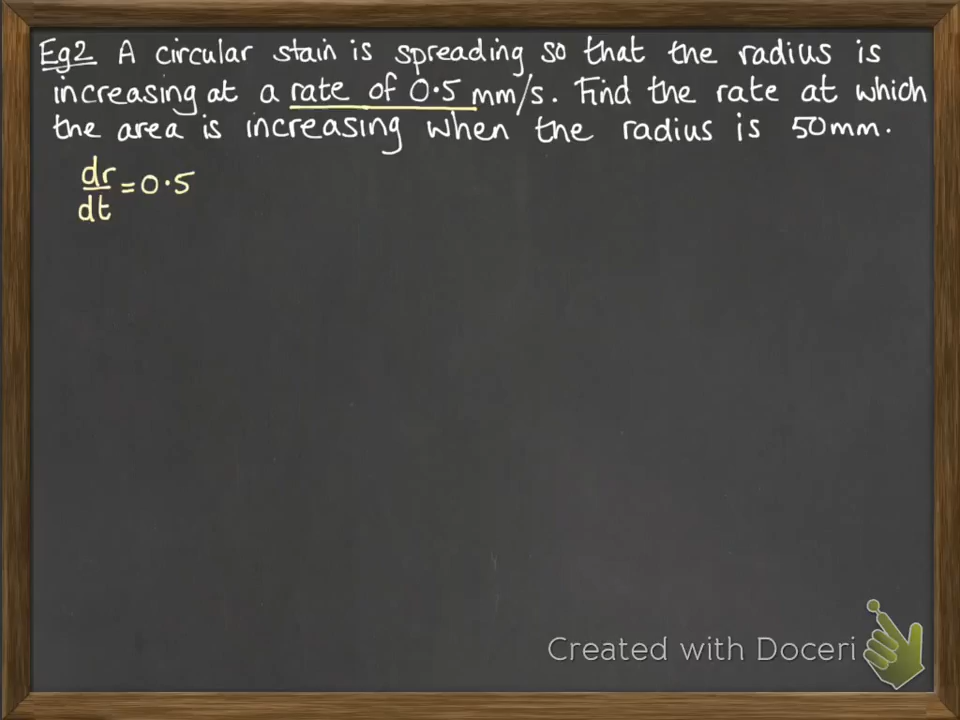 Eg2 A circular stain is spreading so that the radius is
increasing at a rate of 0.5 mm/s. Find the rate at which
the area is increasing when the radius is 50mm.
dr/dt = 0.5
Created with Doceri